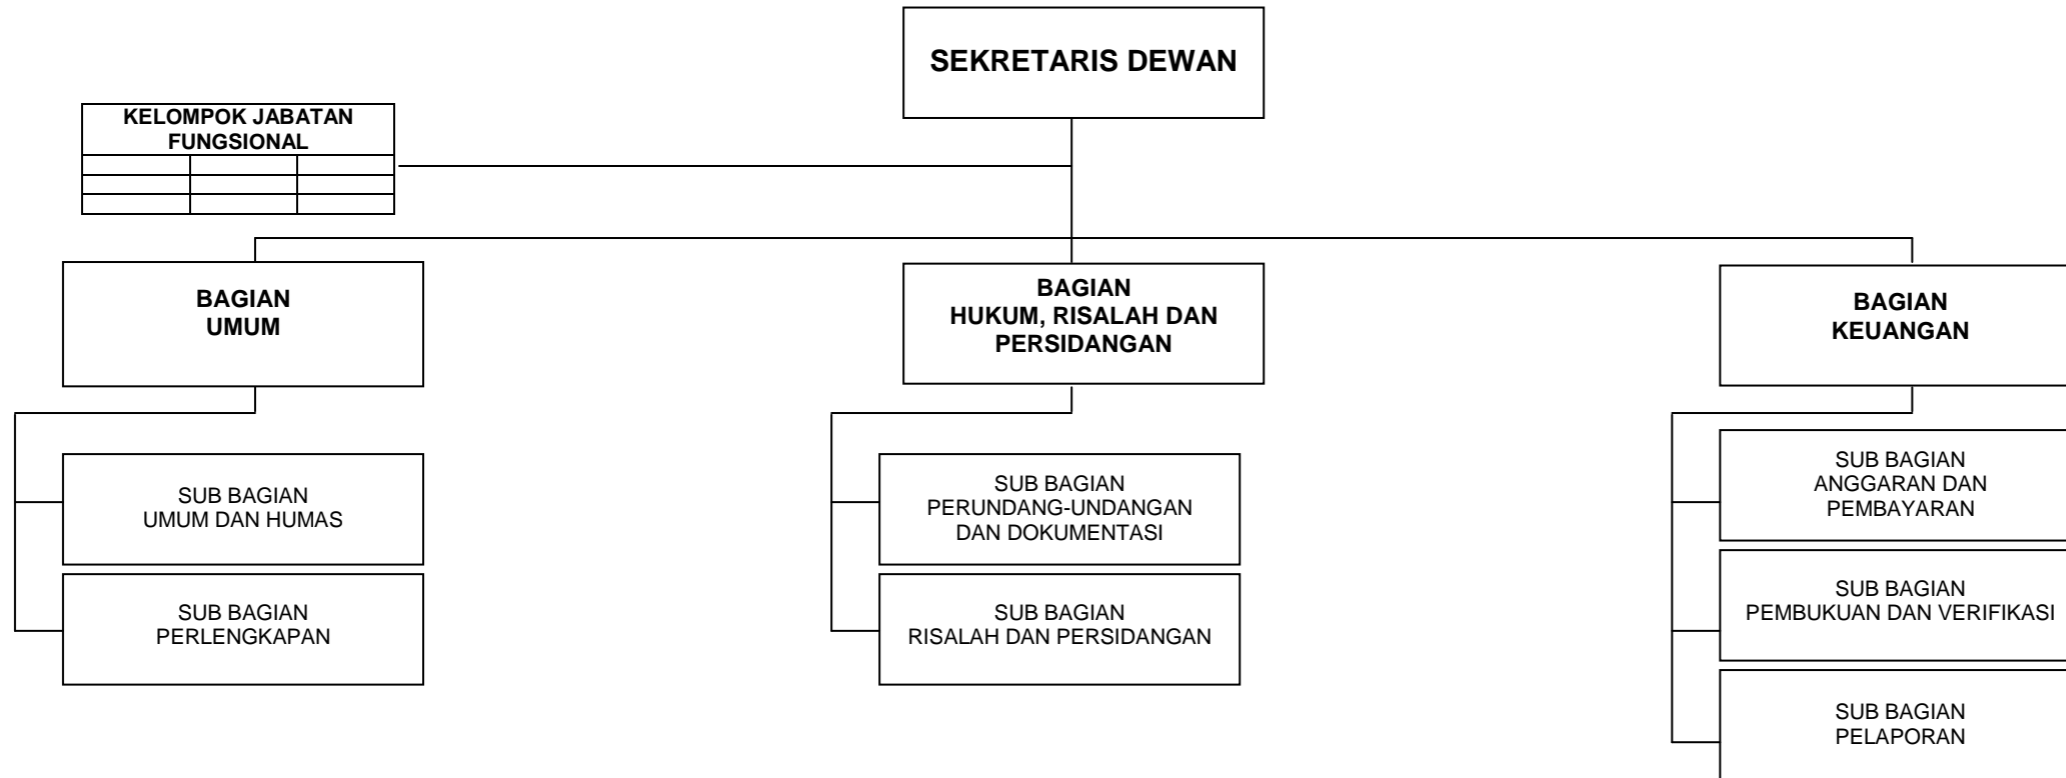 SEKRETARIS DEWAN
KELOMPOK JABATAN
FUNGSIONAL
BAGIAN
UMUM
BAGIAN
HUKUM, RISALAH DAN
PERSIDANGAN
BAGIAN
KEUANGAN
SUB BAGIAN
UMUM DAN HUMAS
SUB BAGIAN
PERLENGKAPAN
SUB BAGIAN
PERUNDANG-UNDANGAN
DAN DOKUMENTASI
SUB BAGIAN
RISALAH DAN PERSIDANGAN
SUB BAGIAN
ANGGARAN DAN
PEMBAYARAN
SUB BAGIAN
PEMBUKUAN DAN VERIFIKASI
SUB BAGIAN
PELAPORAN